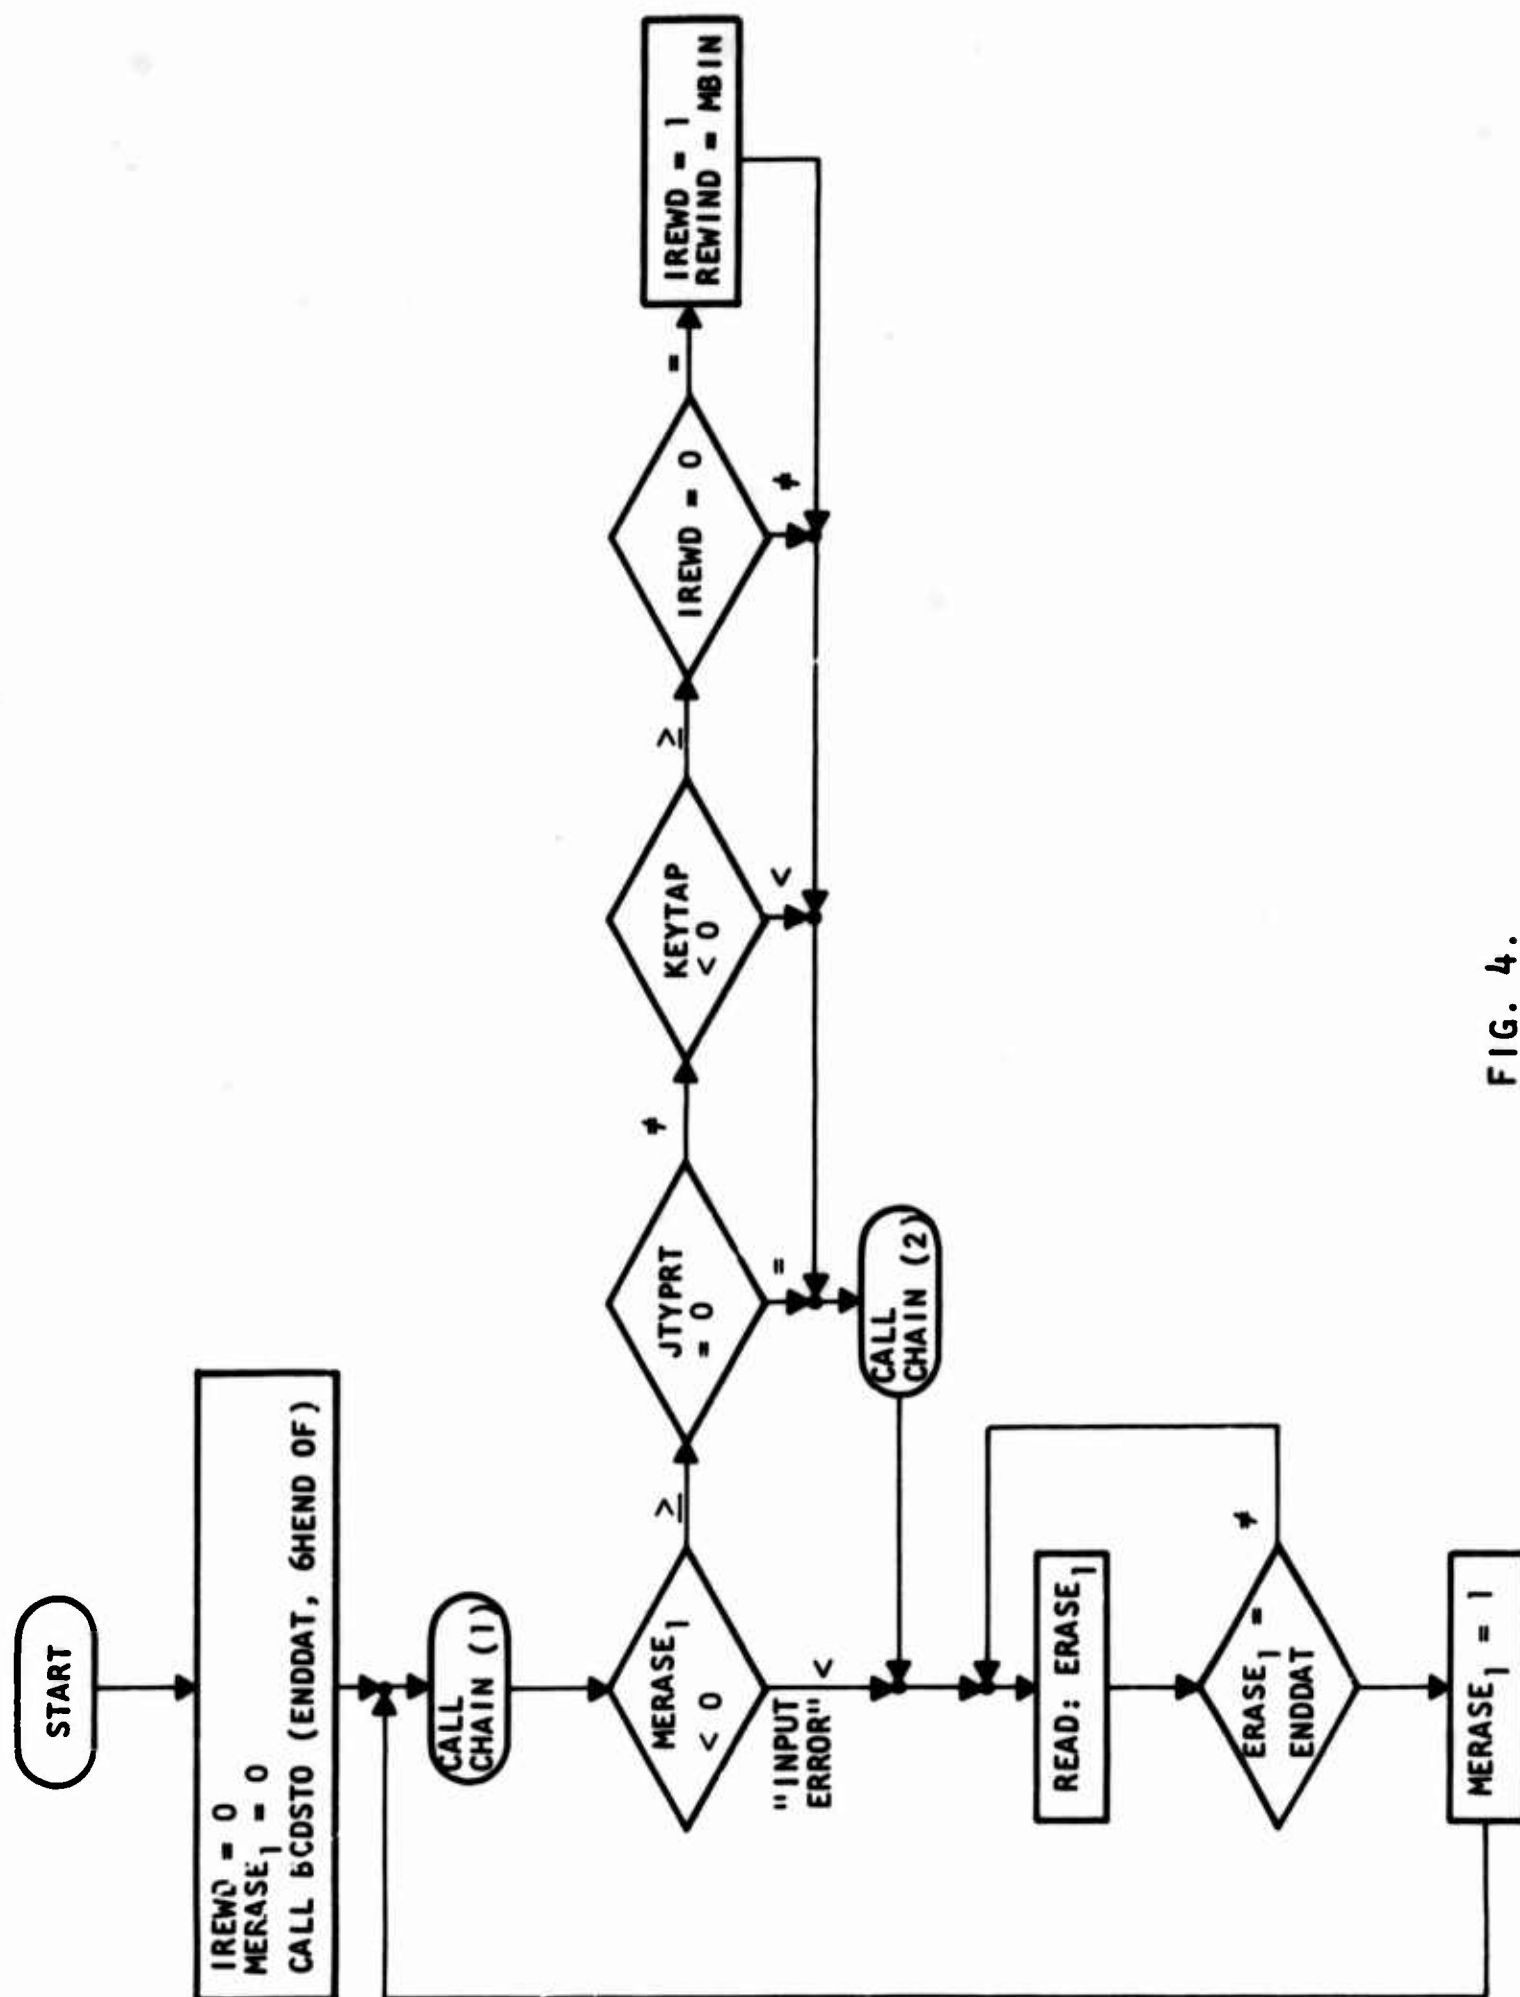 START
IREWD = 0
MERASE₁ = 0
CALL BCDSTO (ENDDAT, 6HEND OF)
CALL
CHAIN (1)
MERASE₁
< 0
≥
"INPUT
ERROR"
<
JTYPRT
= 0
≠
=
KEYTAP
< 0
≥
<
IREWD = 0
=
≠
IREWD = 1
REWIND = MBIN
CALL
CHAIN (2)
READ: ERASE₁
ERASE₁ =
ENDDAT
≠
MERASE₁ = 1
FIG. 4.